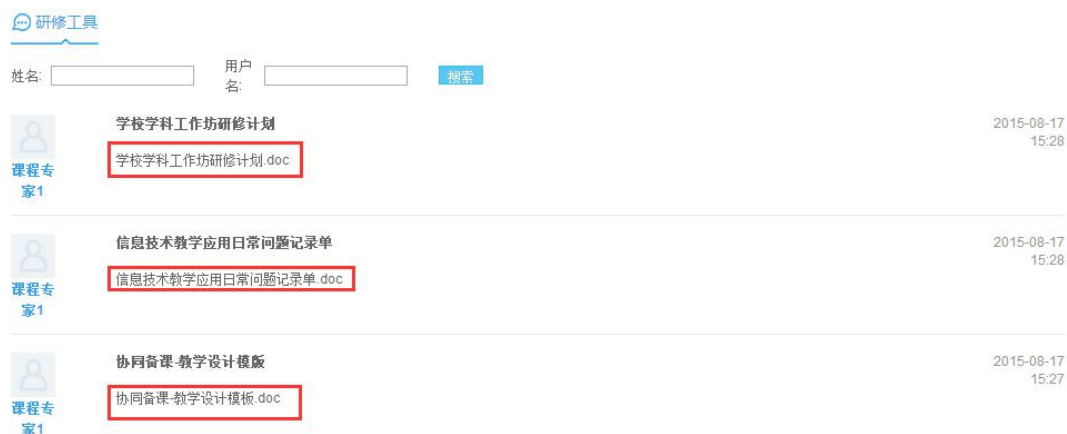 研修工具
姓名:
用户
名:
搜索
学校学科工作坊研修计划
2015-08-17
15:28
学校学科工作坊研修计划.doc
课程专
家1
信息技术教学应用日常问题记录单
2015-08-17
15:28
信息技术教学应用日常问题记录单.doc
课程专
家1
协同备课-教学设计模版
2015-08-17
15:27
协同备课-教学设计模板.doc
课程专
家1